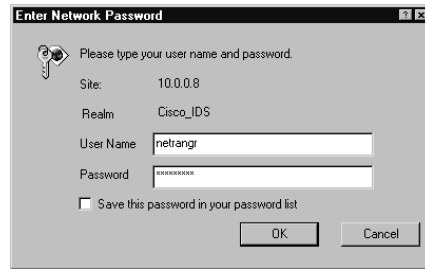 Enter Network Password
Please type your user name and password.
Site: 10.0.0.8
Realm Cisco_IDS
User Name netrangr
Password ×××××××××
Save this password in your password list
OK Cancel